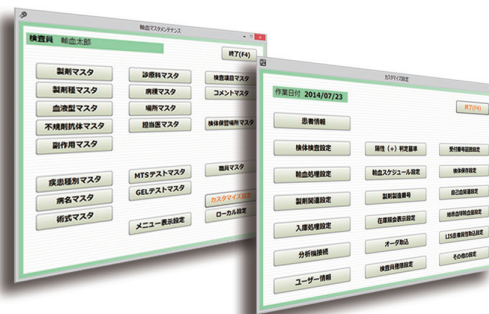 輸血マスタメンテナンス
検査員 輸血太郎
終了(F4)
製剤マスタ
診療科マスタ
検査項目マスタ
製剤種マスタ
病棟マスタ
コメントマスタ
血液型マスタ
場所マスタ
不規則抗体マスタ
担当医マスタ
検体保管場所マスタ
副作用マスタ
疾患種別マスタ
MTSテストマスタ
職員マスタ
病名マスタ
GELテストマスタ
カスタマイズ設定
術式マスタ
メニュー表示設定
ローカル設定
カスタマイズ設定
作業日付 2014/07/23
終了(F4)
患者情報
検体検査設定
陽性(+)判定基準
受付番号認識設定
輸血処理設定
輸血スケジュール設定
検体保存設定
製剤関連設定
製剤製造番号
自己血関連設定
入庫処理設定
在庫照会表示設定
分析機接続
オーダ取込
LIS患者属性取込設定
ユーザー情報
検査員権限設定
その他の設定